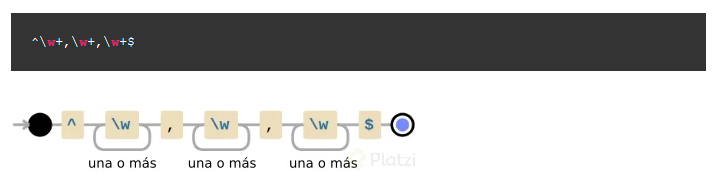 ^\w+,\w+,\w+$
^ \w , \w , \w $
una o más una o más una o más
Platzi